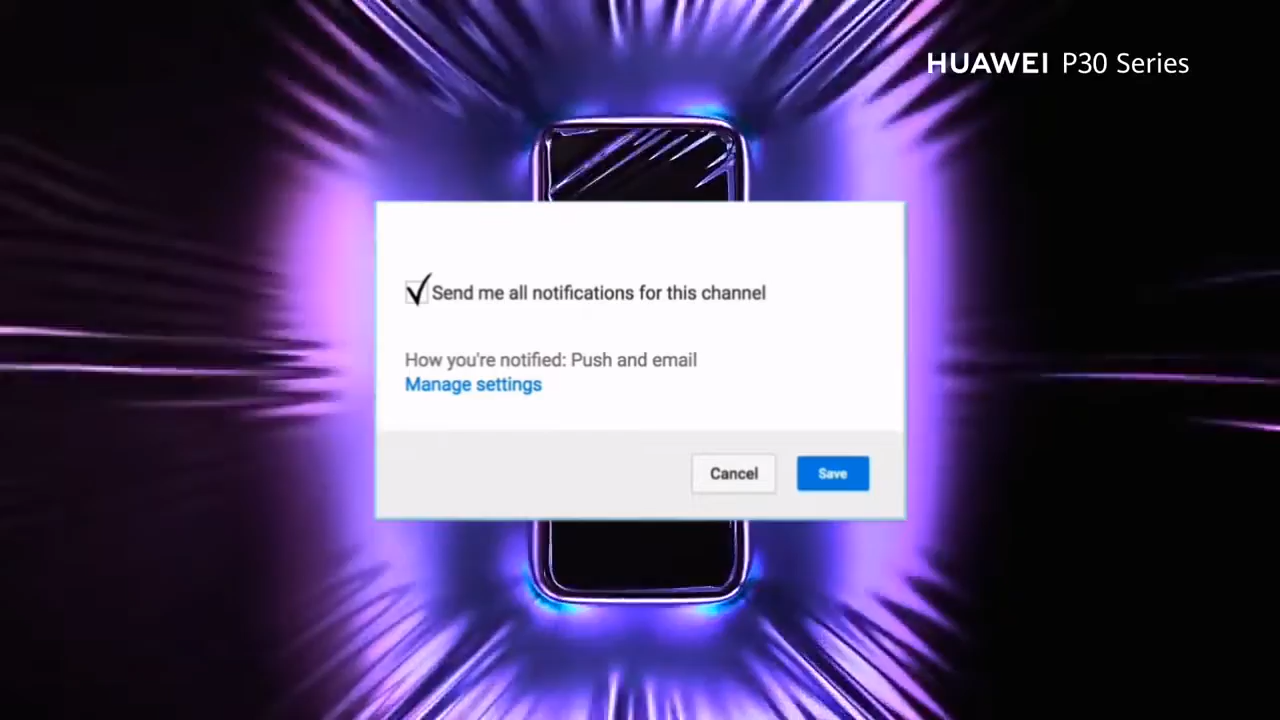 HUAWEI P30 Series
Send me all notifications for this channel
How you're notified: Push and email
Manage settings
Cancel
Save